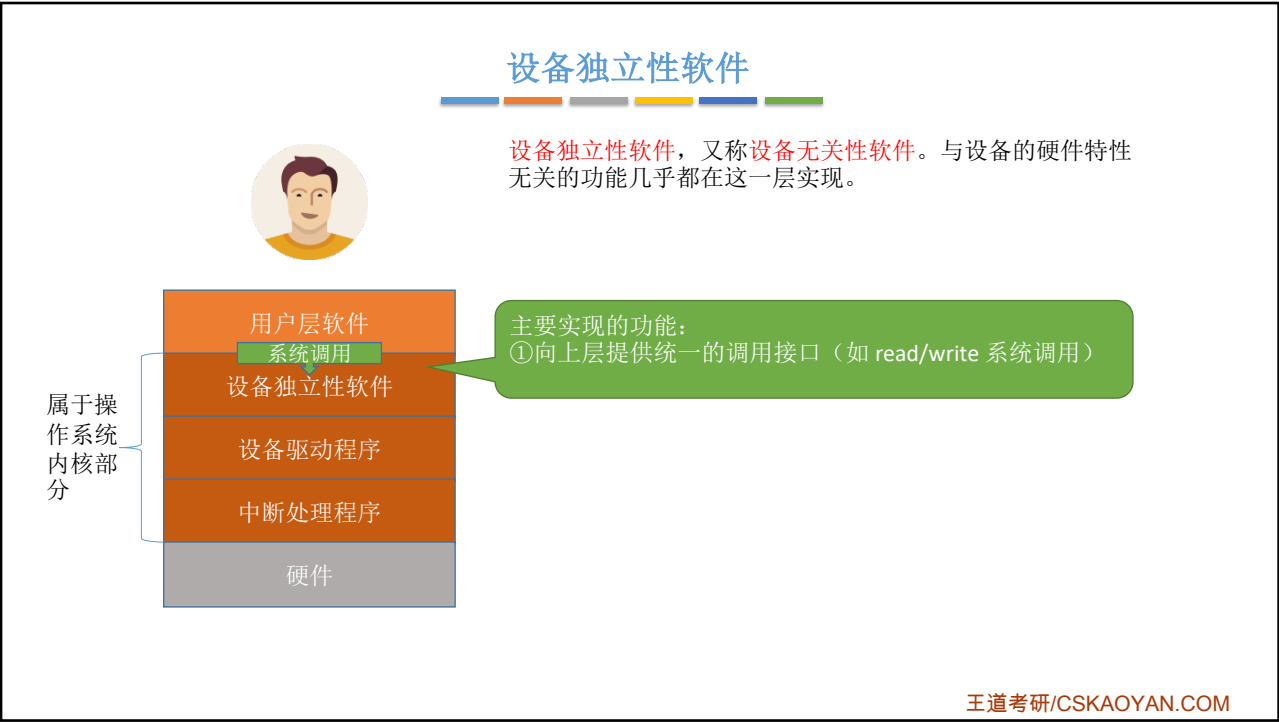 设备独立性软件
设备独立性软件，又称设备无关性软件。与设备的硬件特性
无关的功能几乎都在这一层实现。
用户层软件
系统调用
设备独立性软件
设备驱动程序
中断处理程序
硬件
属于操
作系统
内核部
分
主要实现的功能：
①向上层提供统一的调用接口（如 read/write 系统调用）
王道考研/CSKAOYAN.COM